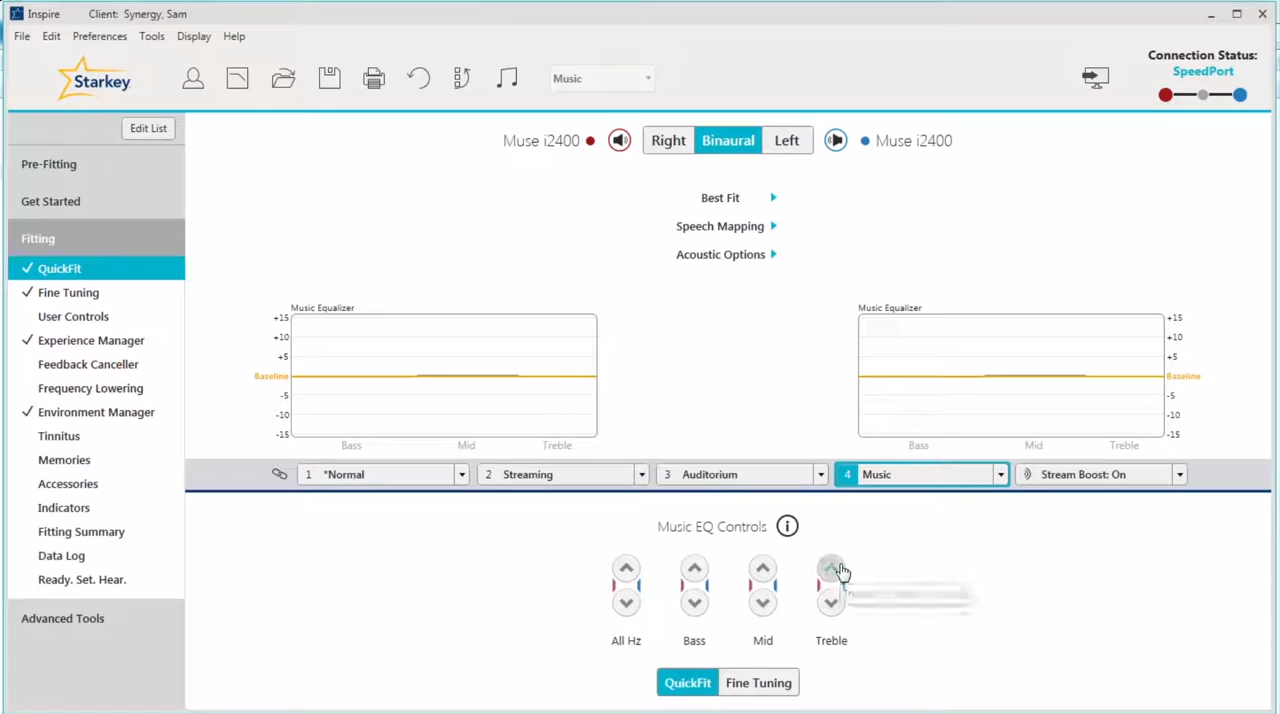 Inspire Client: Synergy, Sam
File Edit Preferences Tools Display Help
Connection Status:
SpeedPort
Starkey
Music
Edit List
Pre-Fitting
Get Started
Fitting
QuickFit
Fine Tuning
User Controls
Experience Manager
Feedback Canceller
Frequency Lowering
Environment Manager
Tinnitus
Memories
Accessories
Indicators
Fitting Summary
Data Log
Ready. Set. Hear.
Advanced Tools
Muse i2400 Right Binaural Left Muse i2400
Best Fit
Speech Mapping
Acoustic Options
Music Equalizer
+15
+10
+5
Baseline
-5
-10
-15
Bass Mid Treble
Music Equalizer
+15
+10
+5
Baseline
-5
-10
-15
Bass Mid Treble
1 *Normal 2 Streaming 3 Auditorium 4 Music Stream Boost: On
Music EQ Controls i
All Hz Bass Mid Treble
QuickFit Fine Tuning